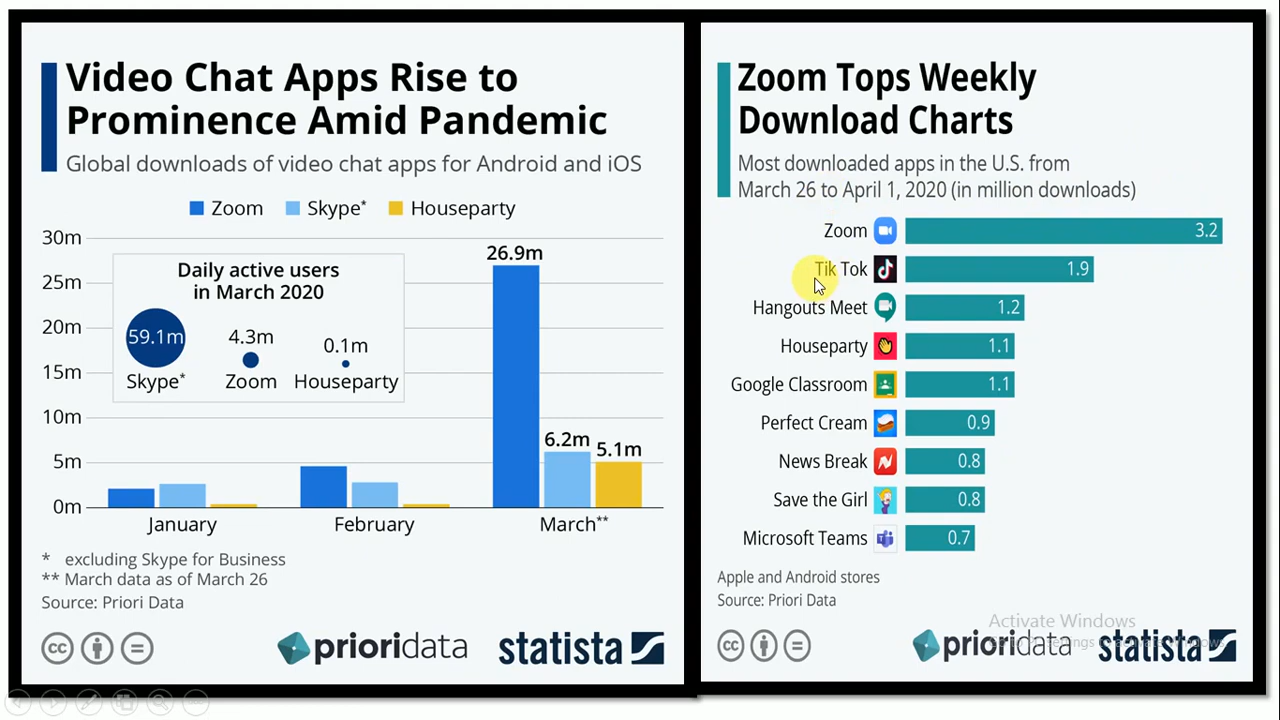 Video Chat Apps Rise to
Prominence Amid Pandemic
Global downloads of video chat apps for Android and iOS
Zoom Skype* Houseparty
30m
25m
20m
15m
10m
5m
0m
Daily active users
in March 2020
59.1m 4.3m 0.1m
Skype* Zoom Houseparty
26.9m
6.2m 5.1m
January February March**
* excluding Skype for Business
** March data as of March 26
Source: Priori Data
cc
prioridata statista
Zoom Tops Weekly
Download Charts
Most downloaded apps in the U.S. from
March 26 to April 1, 2020 (in million downloads)
Zoom 3.2
Tik Tok 1.9
Hangouts Meet 1.2
Houseparty 1.1
Google Classroom 1.1
Perfect Cream 0.9
News Break 0.8
Save the Girl 0.8
Microsoft Teams 0.7
Apple and Android stores
Source: Priori Data
Activate Windows
cc
prioridata statista